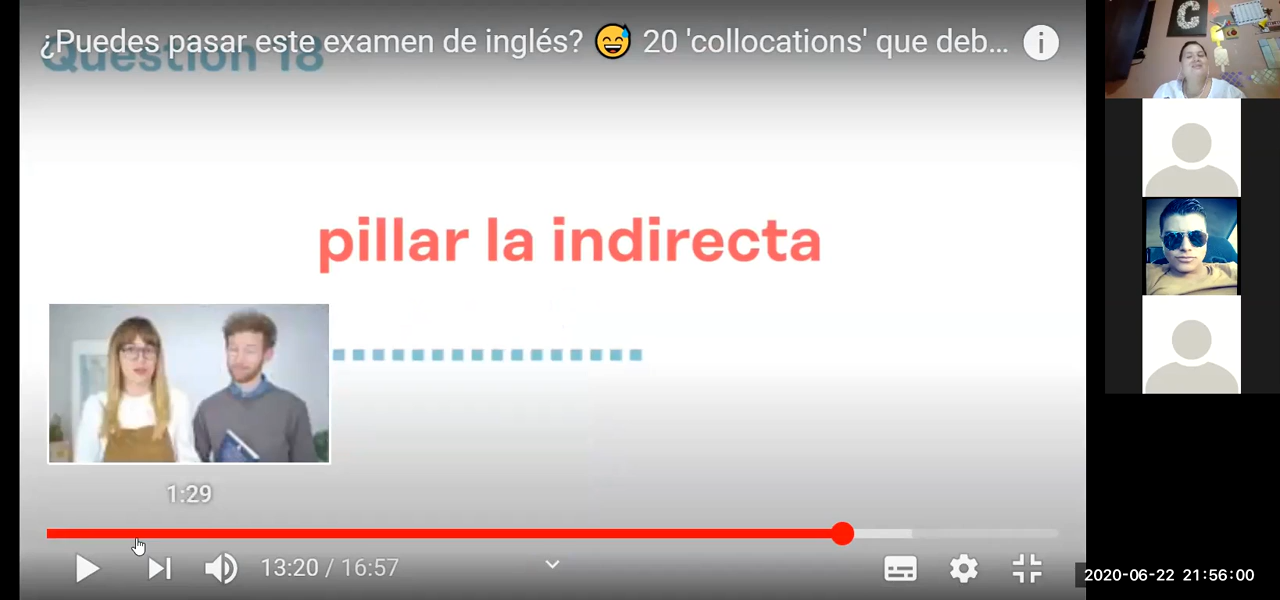 ¿Puedes pasar este examen de inglés? 😅 20 'collocations' que deb...
Question 18
C
pillar la indirecta
1:29
13:20 / 16:57
2020-06-22 21:56:00